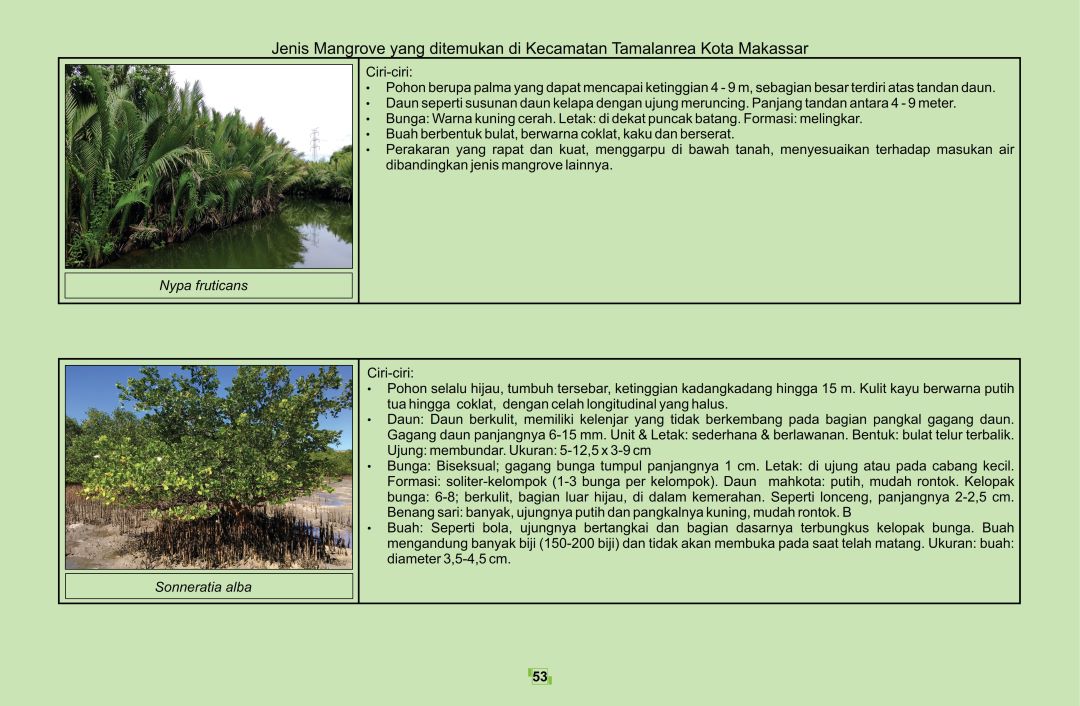 Jenis Mangrove yang ditemukan di Kecamatan Tamalanrea Kota Makassar
Ciri-ciri:
• Pohon berupa palma yang dapat mencapai ketinggian 4 - 9 m, sebagian besar terdiri atas tandan daun.
• Daun seperti susunan daun kelapa dengan ujung meruncing. Panjang tandan antara 4 - 9 meter.
• Bunga: Warna kuning cerah. Letak: di dekat puncak batang. Formasi: melingkar.
• Buah berbentuk bulat, berwarna coklat, kaku dan berserat.
• Perakaran yang rapat dan kuat, menggarpu di bawah tanah, menyesuaikan terhadap masukan air
dibandingkan jenis mangrove lainnya.
Nypa fruticans
Ciri-ciri:
• Pohon selalu hijau, tumbuh tersebar, ketinggian kadangkadang hingga 15 m. Kulit kayu berwarna putih
tua hingga coklat, dengan celah longitudinal yang halus.
• Daun: Daun berkulit, memiliki kelenjar yang tidak berkembang pada bagian pangkal gagang daun.
Gagang daun panjangnya 6-15 mm. Unit & Letak: sederhana & berlawanan. Bentuk: bulat telur terbalik.
Ujung: membundar. Ukuran: 5-12,5 x 3-9 cm
• Bunga: Biseksual; gagang bunga tumpul panjangnya 1 cm. Letak: di ujung atau pada cabang kecil.
Formasi: soliter-kelompok (1-3 bunga per kelompok). Daun mahkota: putih, mudah rontok. Kelopak
bunga: 6-8; berkulit, bagian luar hijau, di dalam kemerahan. Seperti lonceng, panjangnya 2-2,5 cm.
Benang sari: banyak, ujungnya putih dan pangkalnya kuning, mudah rontok. B
• Buah: Seperti bola, ujungnya bertangkai dan bagian dasarnya terbungkus kelopak bunga. Buah
mengandung banyak biji (150-200 biji) dan tidak akan membuka pada saat telah matang. Ukuran: buah:
diameter 3,5-4,5 cm.
Sonneratia alba
53